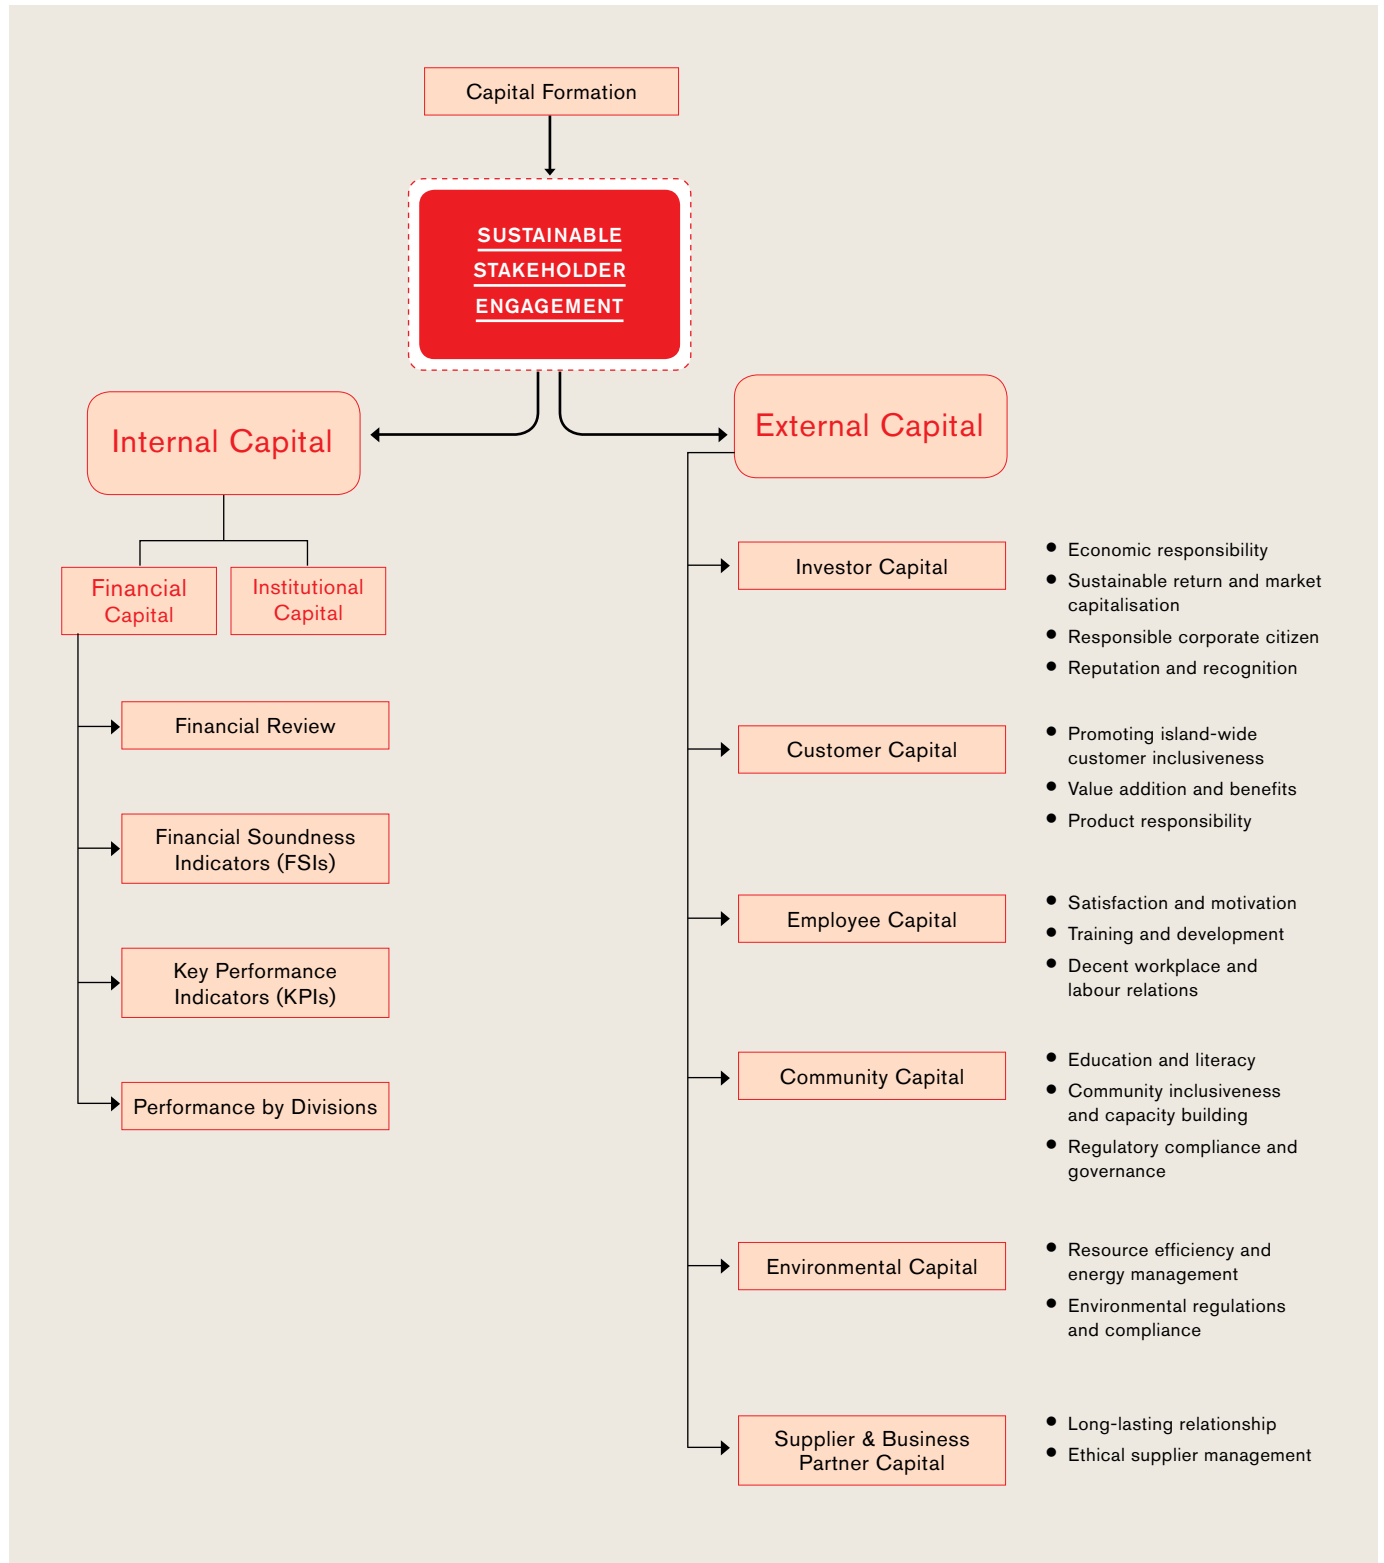 Capital Formation
SUSTAINABLE
STAKEHOLDER
ENGAGEMENT
Internal Capital
Financial
Capital
Institutional
Capital
Financial Review
Financial Soundness
Indicators (FSIs)
Key Performance
Indicators (KPIs)
Performance by Divisions
External Capital
Investor Capital
• Economic responsibility
• Sustainable return and market
capitalisation
• Responsible corporate citizen
• Reputation and recognition
Customer Capital
• Promoting island-wide
customer inclusiveness
• Value addition and benefits
• Product responsibility
Employee Capital
• Satisfaction and motivation
• Training and development
• Decent workplace and
labour relations
Community Capital
• Education and literacy
• Community inclusiveness
and capacity building
• Regulatory compliance and
governance
Environmental Capital
• Resource efficiency and
energy management
• Environmental regulations
and compliance
Supplier & Business
Partner Capital
• Long-lasting relationship
• Ethical supplier management